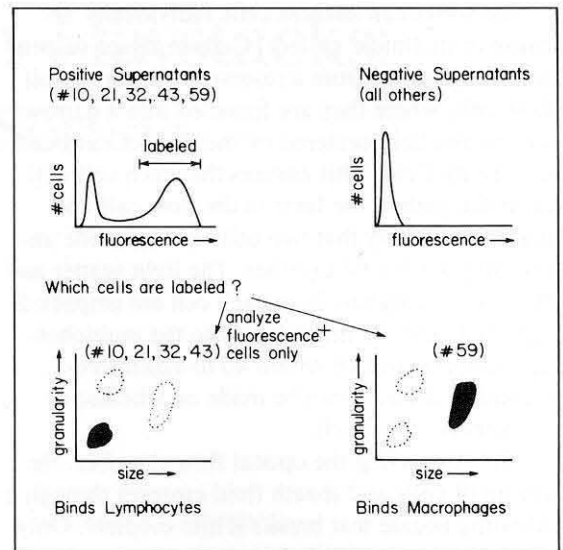 Positive Supernatants
(#10, 21, 32, 43, 59)
Negative Supernatants
(all others)
labeled
# cells
fluorescence →
# cells
fluorescence →
Which cells are labeled ?
analyze
fluorescence+
cells only
(#10, 21, 32, 43)
(#59)
granularity →
size →
granularity →
size →
Binds Lymphocytes
Binds Macrophages